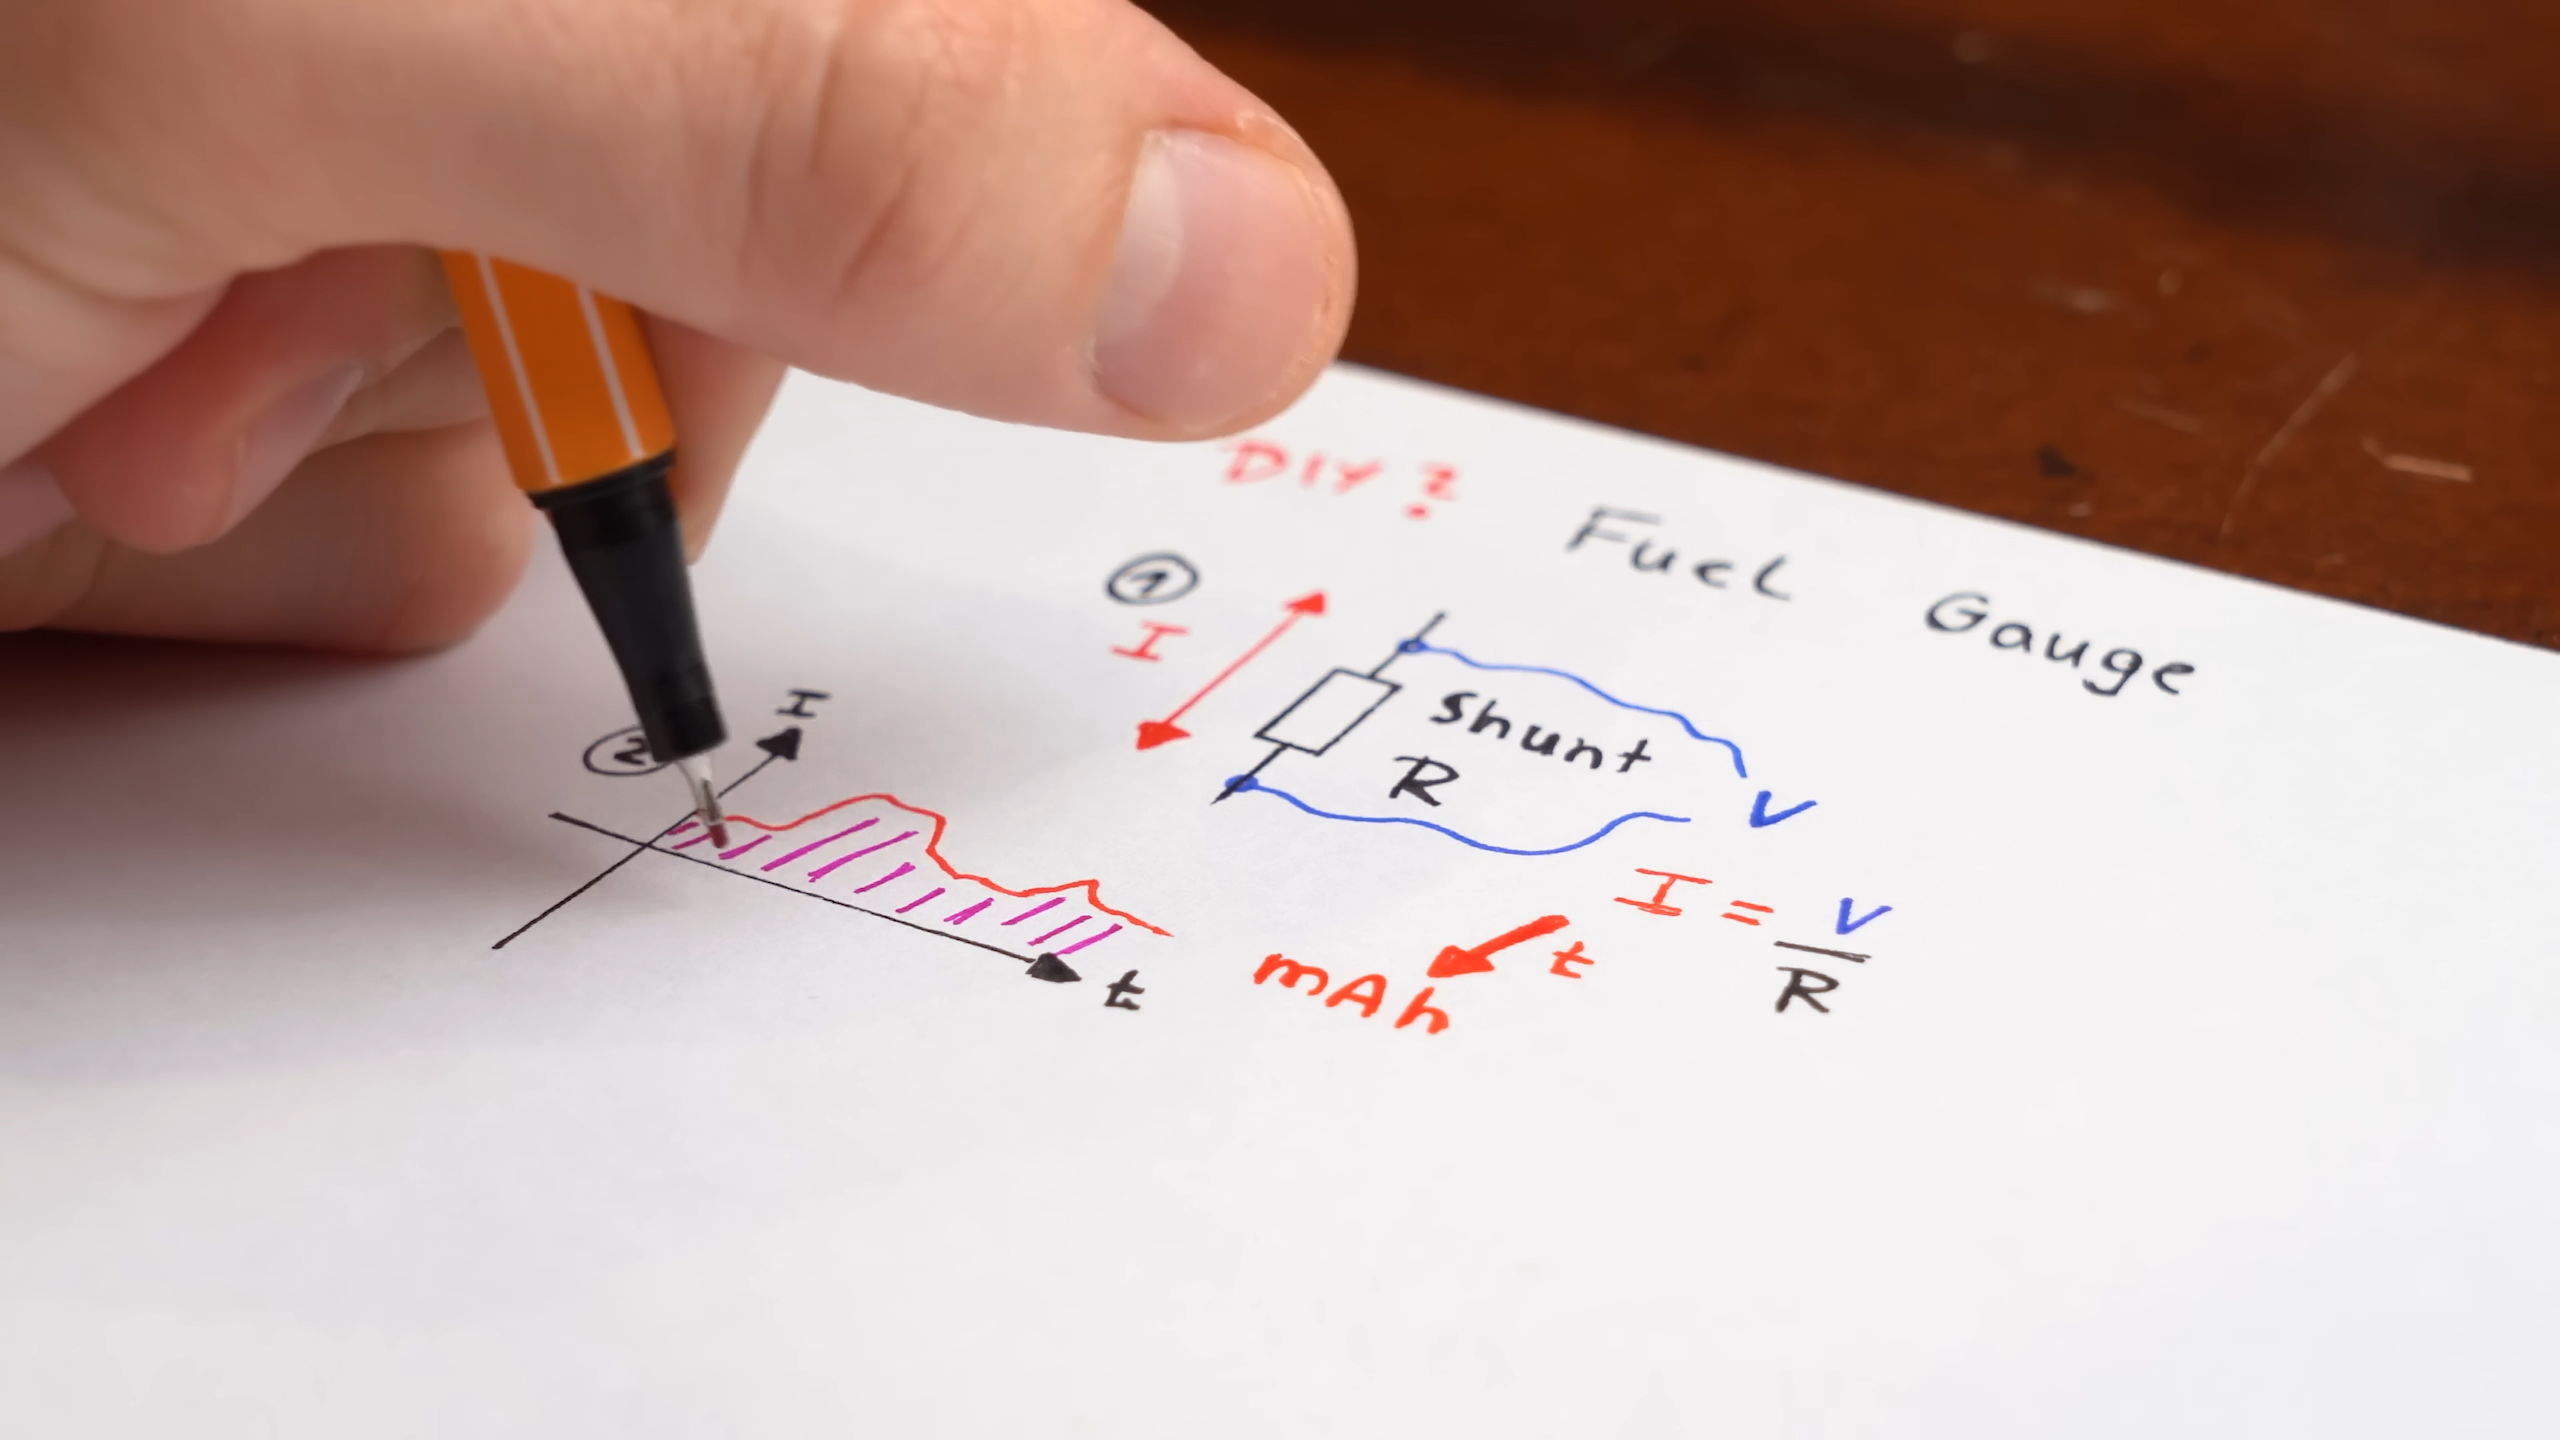 DIY?
Fuel Gauge
①
I
Shunt
R
V
I = V/R
t
mAh
②
I
t